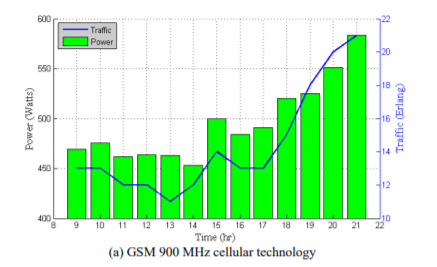 Traffic
Power
Power (Watts)
600
550
500
450
400
Traffic (Erlang)
22
20
18
16
14
12
10
8 9 10 11 12 13 14 15 16 17 18 19 20 21 22
Time (hr)
(a) GSM 900 MHz cellular technology